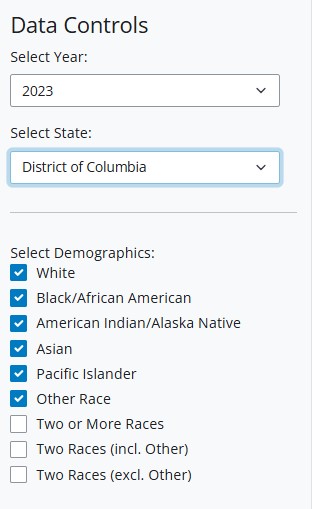 Data Controls
Select Year:
2023
Select State:
District of Columbia
Select Demographics:
White
Black/African American
American Indian/Alaska Native
Asian
Pacific Islander
Other Race
Two or More Races
Two Races (incl. Other)
Two Races (excl. Other)